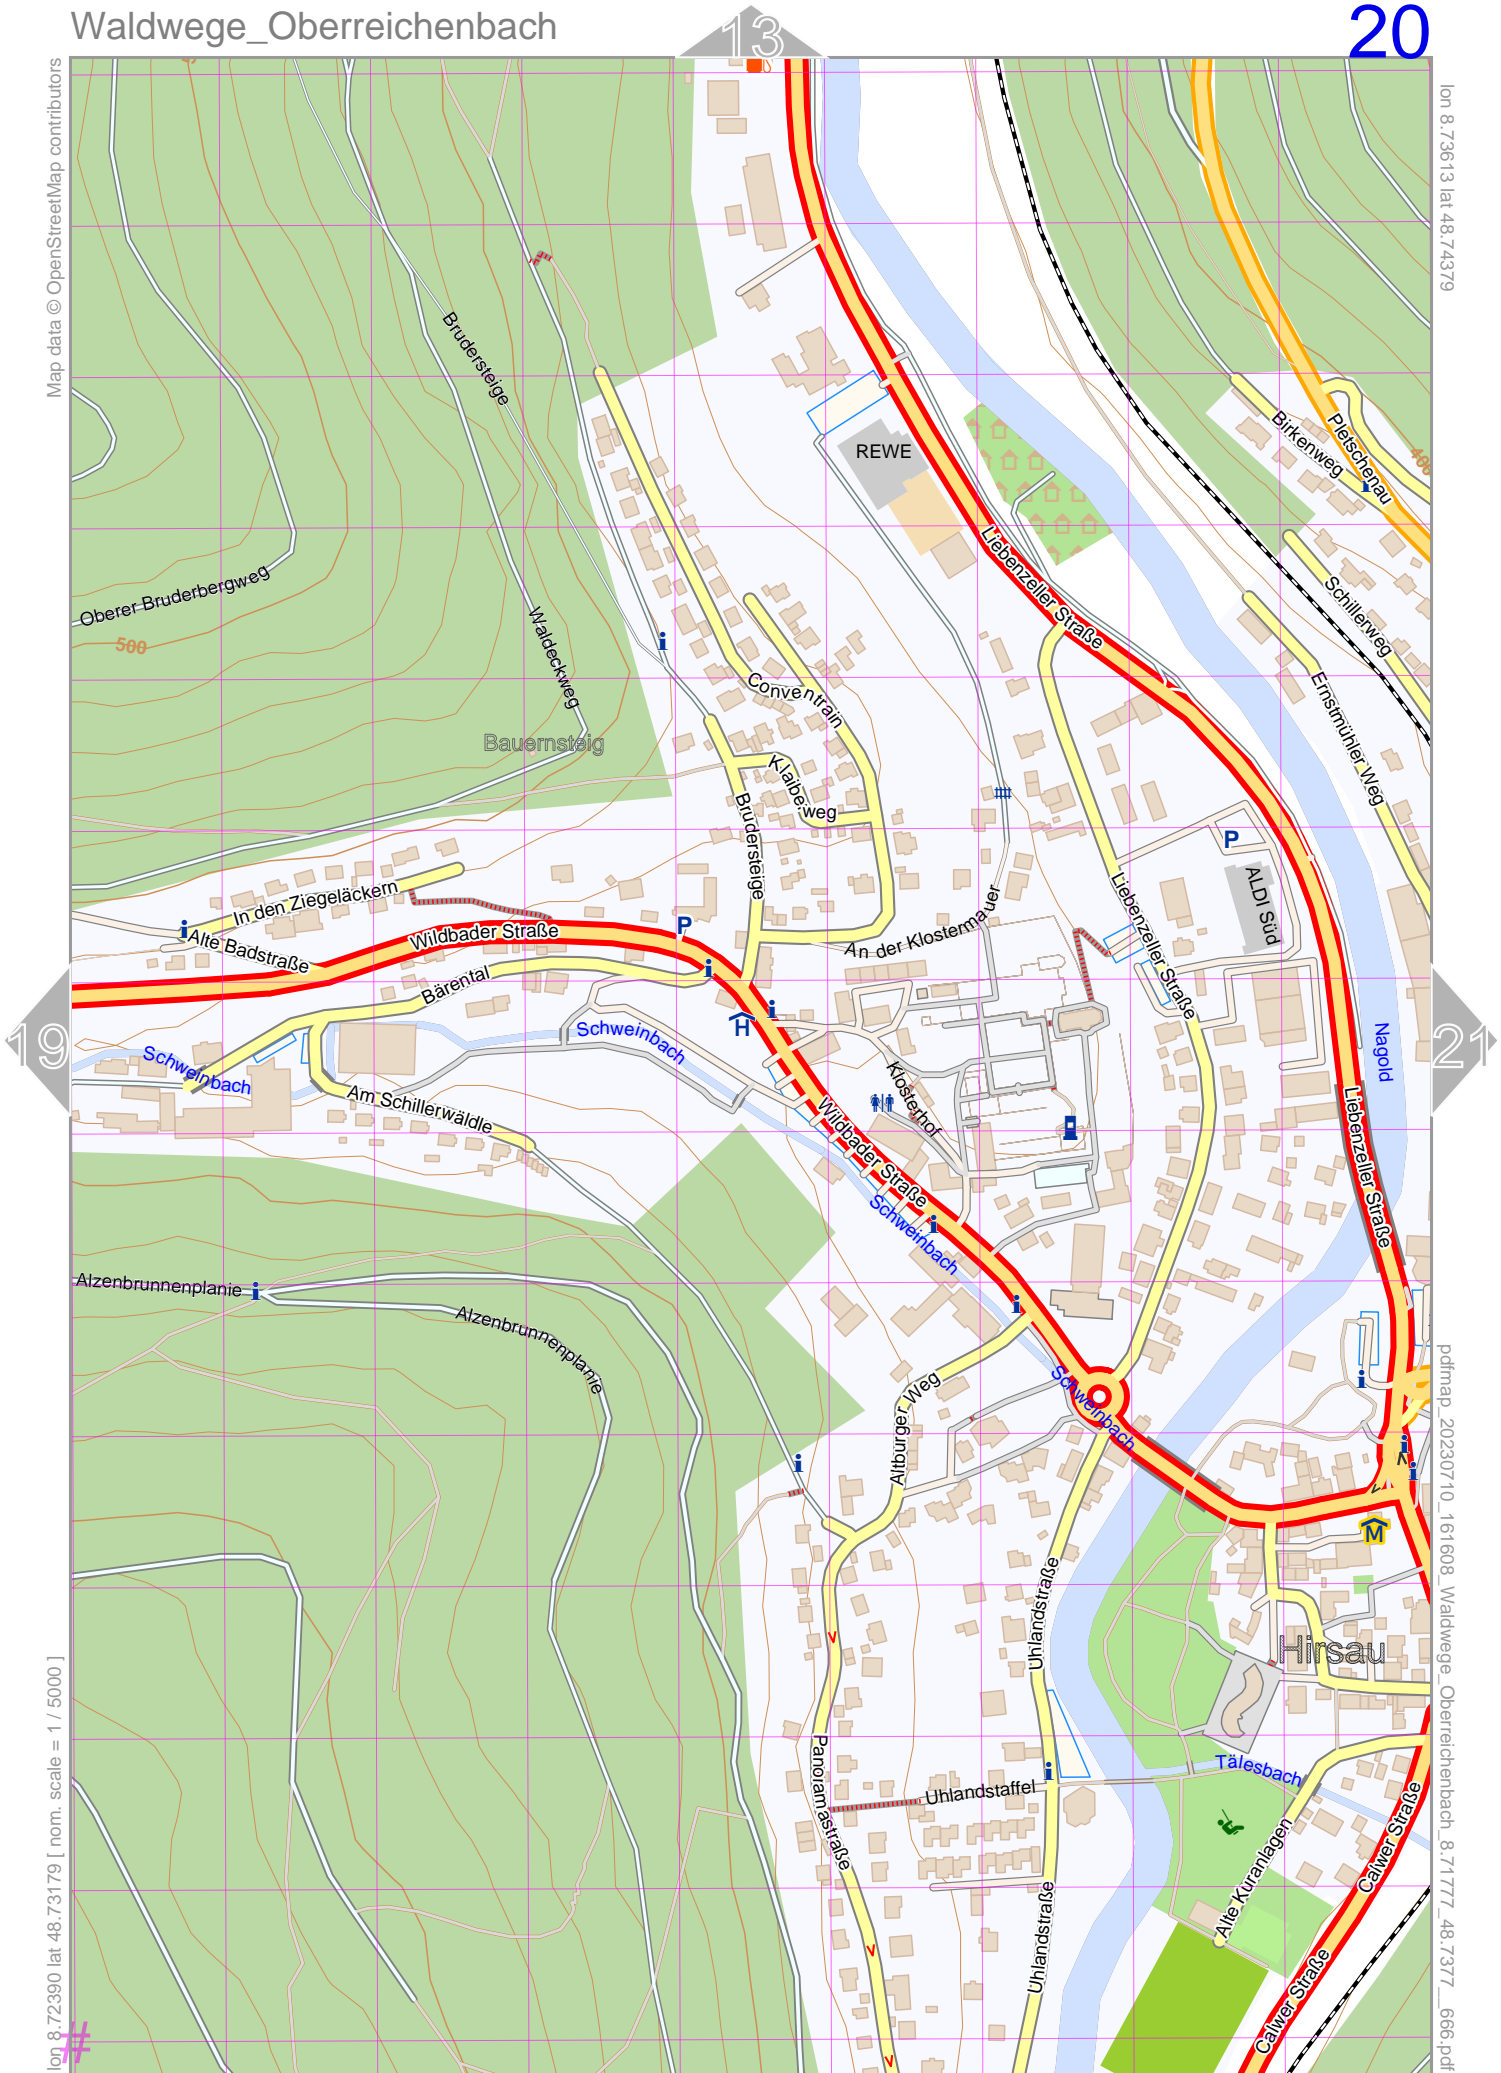 Waldwege_Oberreichenbach
13
20
Map data © OpenStreetMap contributors
lon 8.73613 lat 48.74379
Brudersteige
REWE
Birkenweg
Pletschenau
400
Liebenzeller Straße
Oberer Bruderbergweg
500
Waldeckweg
Schillerweg
Conventrain
Ernstmühler Weg
Bauernsteig
Klaiberweg
Brudersteige
P
ALDI Süd
Liebenzeller Straße
In den Ziegeläckern
Alte Badstraße
Wildbader Straße
P
An der Klostermauer
Bärental
19
21
Schweinbach
Schweinbach
H
Nagold
Am Schillerwäldle
Klosterhof
Wildbader Straße
Liebenzeller Straße
Schweinbach
Alzenbrunnenplanie
Alzenbrunnenplanie
Altburger Weg
Schweinbach
M
Uhlandstraße
Hirsau
Panoramastraße
Tälesbach
Uhlandstaffel
Calwer Straße
Alte Kuranlagen
Uhlandstraße
Calwer Straße
#
lon 8.72390 lat 48.73179 [ nom. scale = 1 / 5000 ]
pdfmap_20230710_161608_Waldwege_Oberreichenbach_8.71777_48.7377__666.pdf